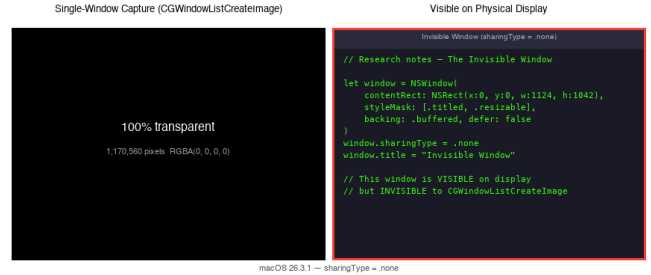 Single-Window Capture (CGWindowListCreateImage)
100% transparent
1,170,560 pixels RGBA(0, 0, 0, 0)
Visible on Physical Display
Invisible Window (sharingType = .none)
// Research notes — The Invisible Window
let window = NSWindow(
contentRect: NSRect(x:0, y:0, w:1124, h:1042),
styleMask: [.titled, .resizable],
backing: .buffered, defer: false
)
window.sharingType = .none
window.title = "Invisible Window"
// This window is VISIBLE on display
// but INVISIBLE to CGWindowListCreateImage
macOS 26.3.1 — sharingType = .none